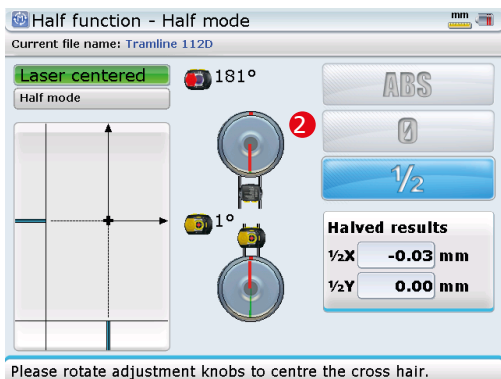 Half function - Half mode
mm
Current file name: Tramline 112D
Laser centered
Half mode
181°
2
1°
ABS
0
1/2
Halved results
½X -0.03 mm
½Y 0.00 mm
Please rotate adjustment knobs to centre the cross hair.